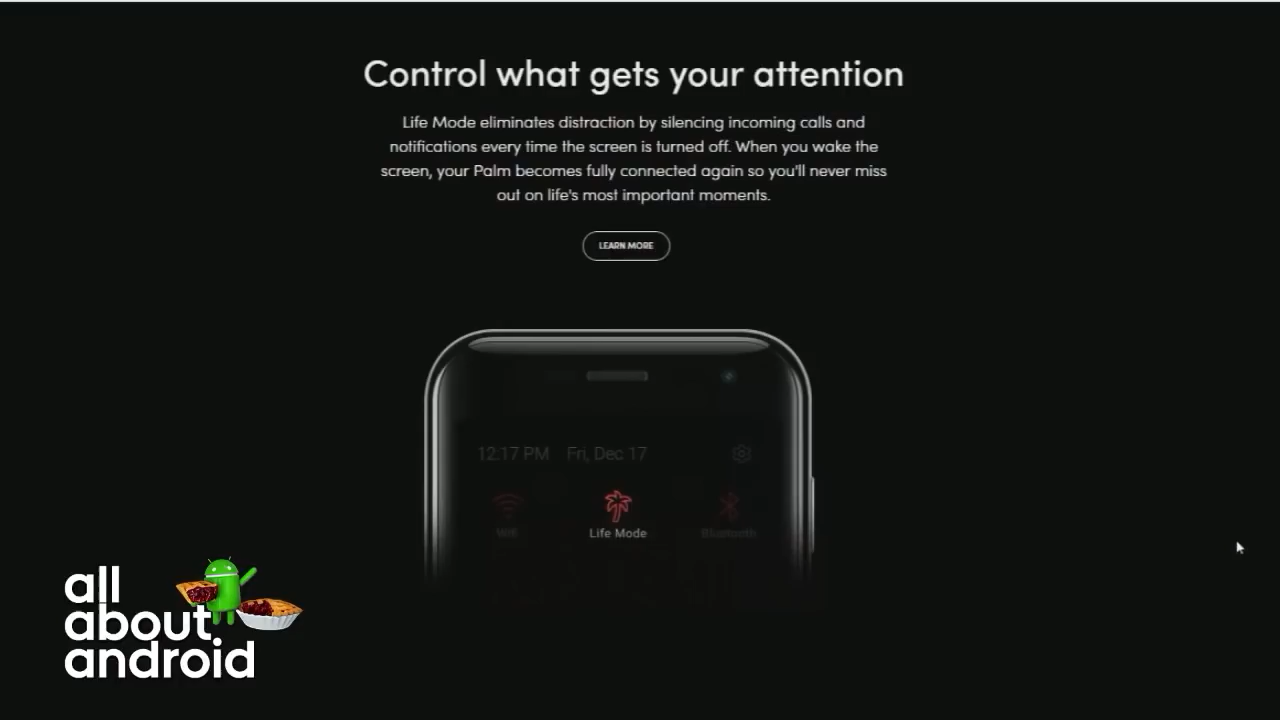 Control what gets your attention
Life Mode eliminates distraction by silencing incoming calls and
notifications every time the screen is turned off. When you wake the
screen, your Palm becomes fully connected again so you'll never miss
out on life's most important moments.
LEARN MORE
12:17 PM Fri, Dec 17
Wifi Life Mode Bluetooth
all
about
android